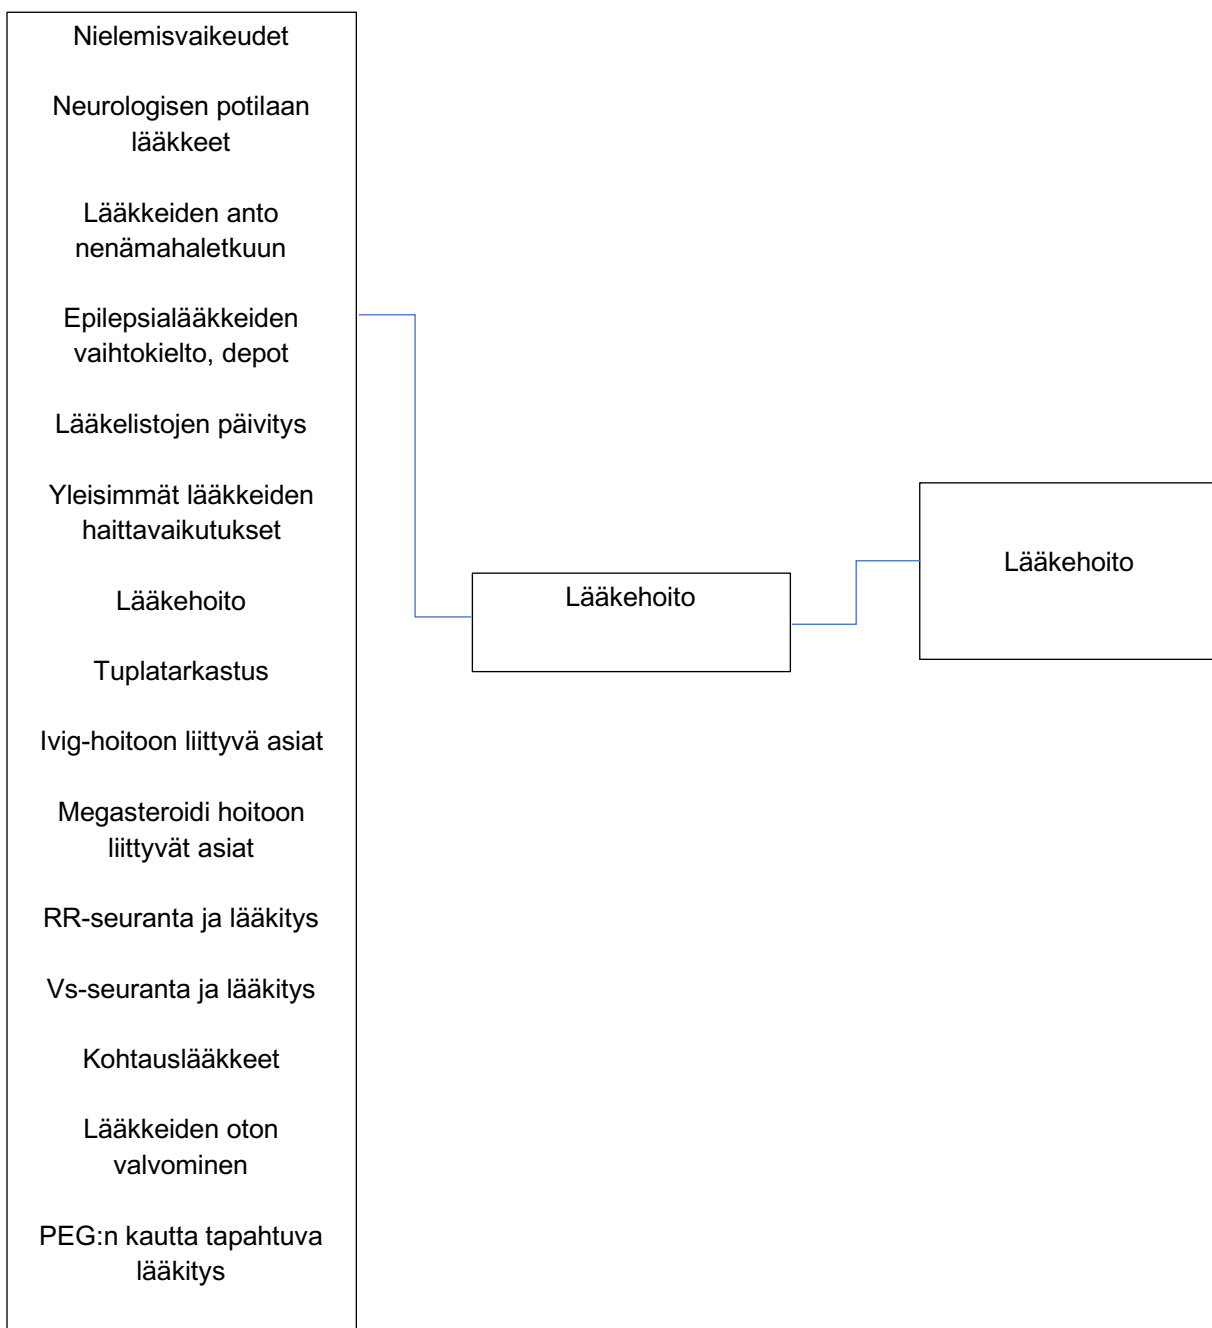 Nielemisvaikeudet
Neurologisen potilaan
lääkkeet
Lääkkeiden anto
nenämahaletkuun
Epilepsialääkkeiden
vaihtokielto, depot
Lääkelistojen päivitys
Yleisimmät lääkkeiden
haittavaikutukset
Lääkehoito
Tuplatarkastus
Ivig-hoitoon liittyvä asiat
Megasteroidi hoitoon
liittyvät asiat
RR-seuranta ja lääkitys
Vs-seuranta ja lääkitys
Kohtauslääkkeet
Lääkkeiden oton
valvominen
PEG:n kautta tapahtuva
lääkitys
Lääkehoito
Lääkehoito